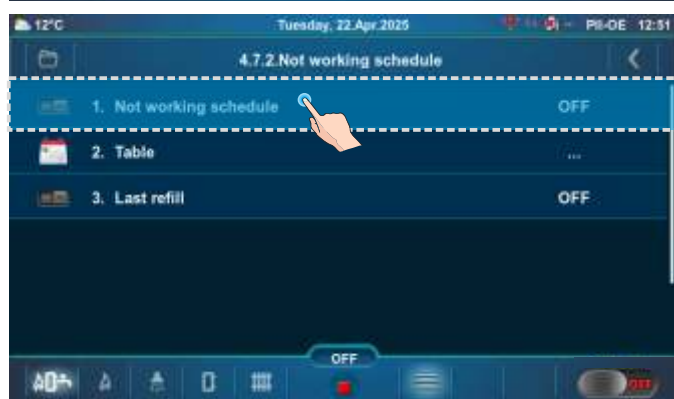 12°C Tuesday, 22.Apr.2025 PII-OE 12:51
4.7.2.Not working schedule
1. Not working schedule OFF
2. Table ...
3. Last refill OFF
OFF
OFF